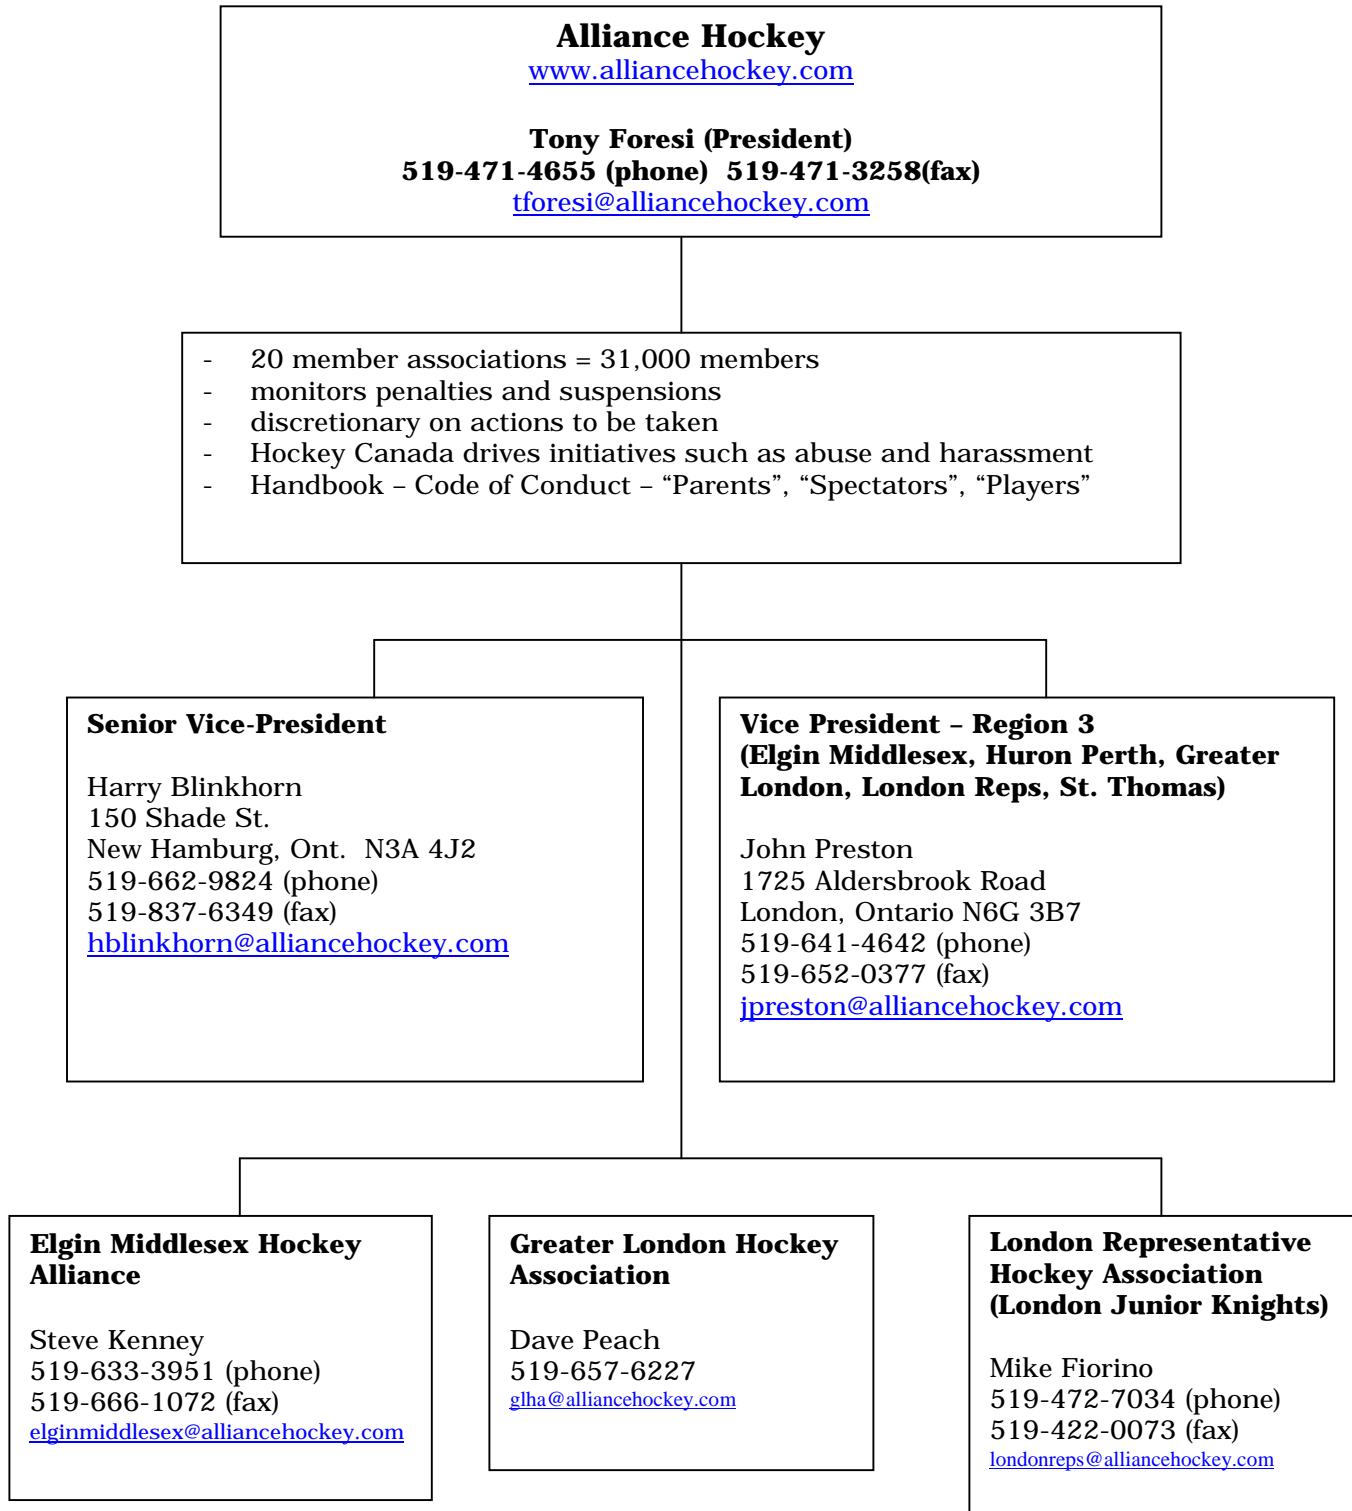 Alliance Hockey
www.alliancehockey.com
Tony Foresi (President)
519-471-4655 (phone)  519-471-3258(fax)
tforesi@alliancehockey.com
- 20 member associations = 31,000 members
- monitors penalties and suspensions
- discretionary on actions to be taken
- Hockey Canada drives initiatives such as abuse and harassment
- Handbook – Code of Conduct – “Parents”, “Spectators”, “Players”
Senior Vice-President
Harry Blinkhorn
150 Shade St.
New Hamburg, Ont.  N3A 4J2
519-662-9824 (phone)
519-837-6349 (fax)
hblinkhorn@alliancehockey.com
Vice President – Region 3
(Elgin Middlesex, Huron Perth, Greater
London, London Reps, St. Thomas)
John Preston
1725 Aldersbrook Road
London, Ontario N6G 3B7
519-641-4642 (phone)
519-652-0377 (fax)
jpreston@alliancehockey.com
Elgin Middlesex Hockey
Alliance
Steve Kenney
519-633-3951 (phone)
519-666-1072 (fax)
elginmiddlesex@alliancehockey.com
Greater London Hockey
Association
Dave Peach
519-657-6227
glha@alliancehockey.com
London Representative
Hockey Association
(London Junior Knights)
Mike Fiorino
519-472-7034 (phone)
519-422-0073 (fax)
londonreps@alliancehockey.com